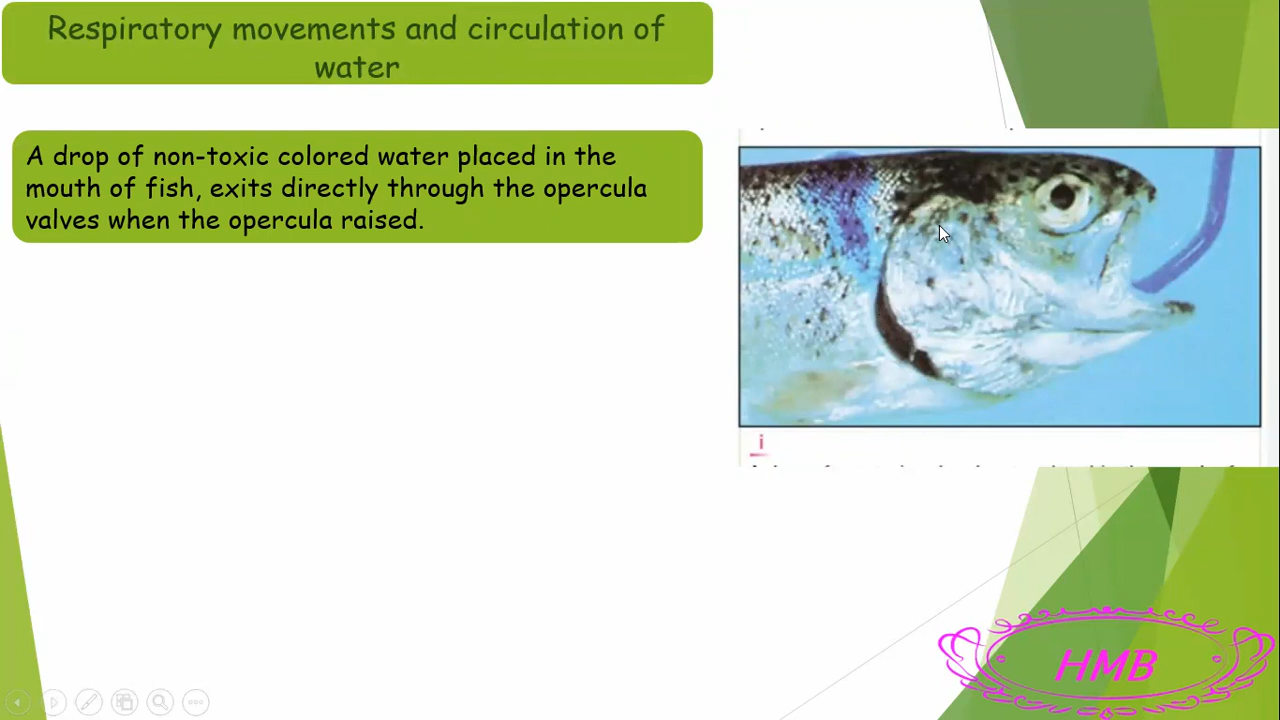 Respiratory movements and circulation of
water
A drop of non-toxic colored water placed in the
mouth of fish, exits directly through the opercula
valves when the opercula raised.
i
HMB